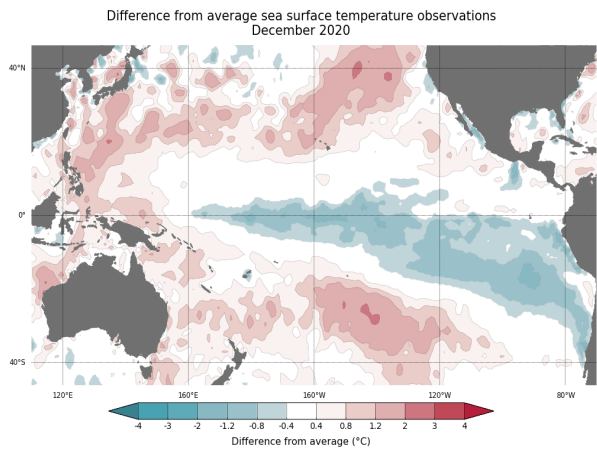 Difference from average sea surface temperature observations
December 2020
40°N
0°
40°S
120°E
160°E
160°W
120°W
80°W
-4 -3 -2 -1.2 -0.8 -0.4 0.4 0.8 1.2 2 3 4
Difference from average (°C)